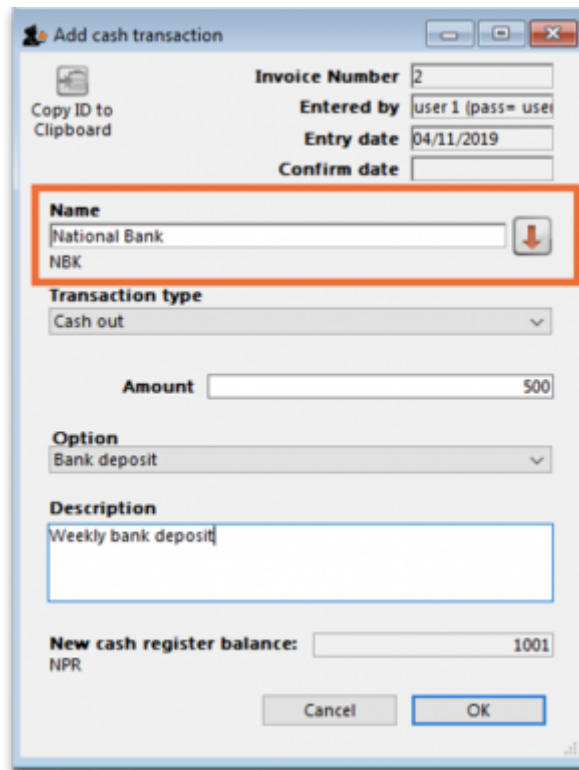 Add cash transaction
Invoice Number 2
Copy ID to
Clipboard
Entered by user 1 (pass= user
Entry date 04/11/2019
Confirm date
Name
National Bank
NBK
Transaction type
Cash out
Amount 500
Option
Bank deposit
Description
Weekly bank deposit
New cash register balance: 1001
NPR
Cancel OK